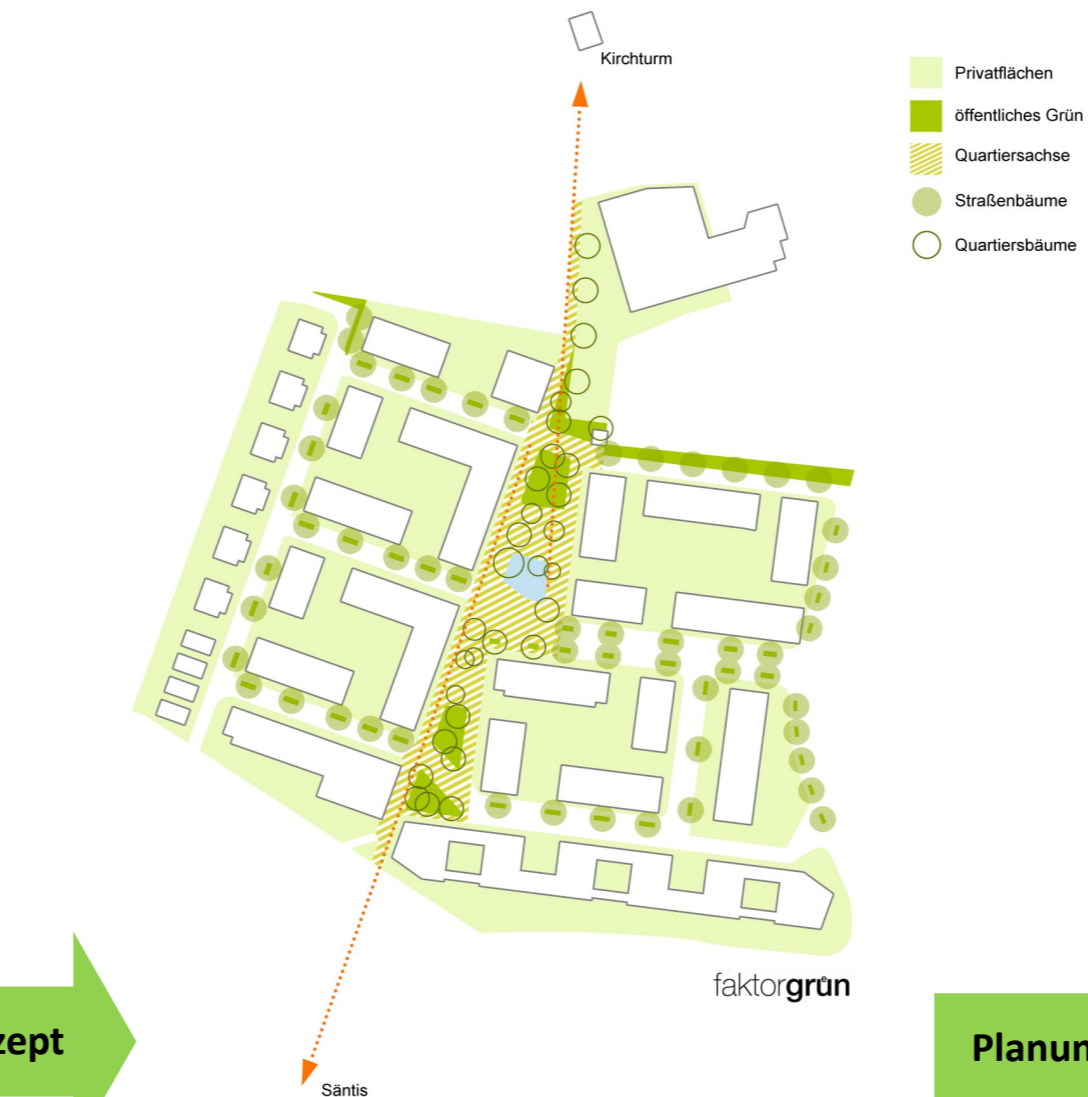 Kirchturm
Privatflächen
öffentliches Grün
Quartiersachse
Straßenbäume
Quartiersbäume
faktorgrün
zept
Säntis
Planun